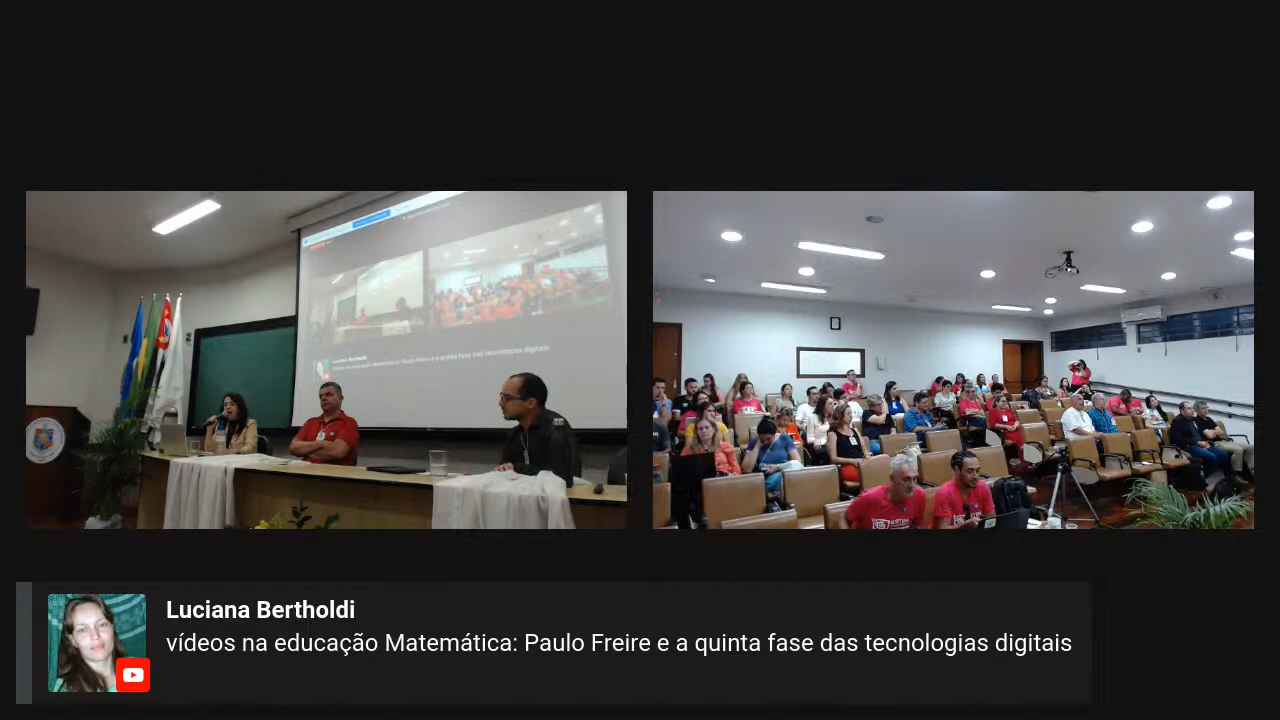 Luciana Bertholdi
vídeos na educação Matemática: Paulo Freire e a quinta fase das tecnologias digitais